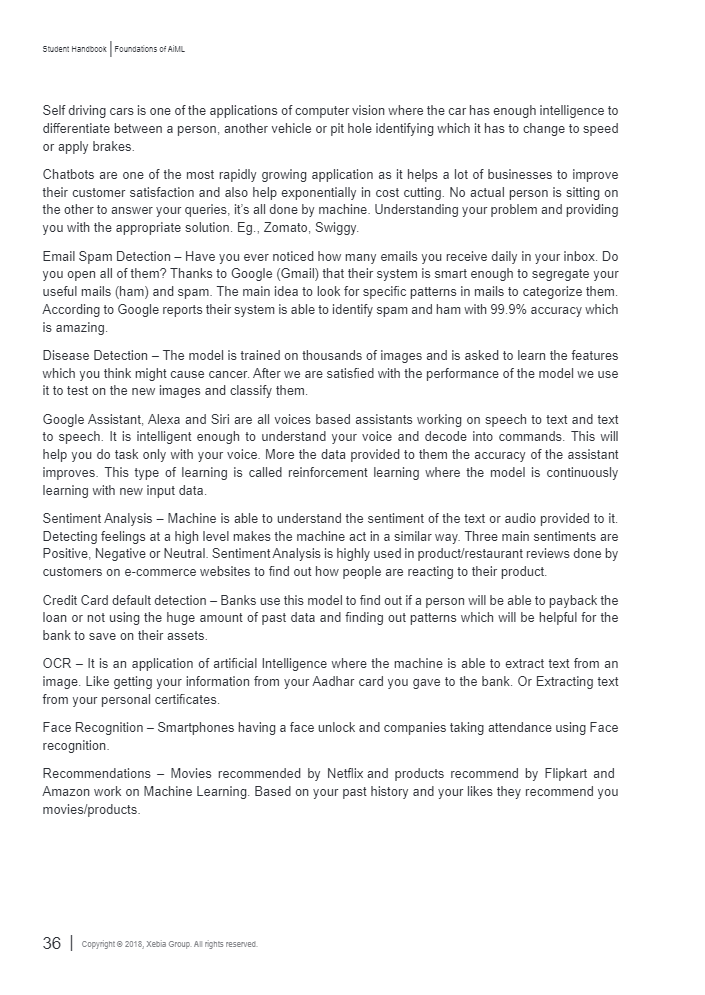 Student Handbook | Foundations of AiML
Self driving cars is one of the applications of computer vision where the car has enough intelligence to
differentiate between a person, another vehicle or pit hole identifying which it has to change to speed
or apply brakes.
Chatbots are one of the most rapidly growing application as it helps a lot of businesses to improve
their customer satisfaction and also help exponentially in cost cutting. No actual person is sitting on
the other to answer your queries, it's all done by machine. Understanding your problem and providing
you with the appropriate solution. Eg., Zomato, Swiggy.
Email Spam Detection – Have you ever noticed how many emails you receive daily in your inbox. Do
you open all of them? Thanks to Google (Gmail) that their system is smart enough to segregate your
useful mails (ham) and spam. The main idea to look for specific patterns in mails to categorize them.
According to Google reports their system is able to identify spam and ham with 99.9% accuracy which
is amazing.
Disease Detection – The model is trained on thousands of images and is asked to learn the features
which you think might cause cancer. After we are satisfied with the performance of the model we use
it to test on the new images and classify them.
Google Assistant, Alexa and Siri are all voices based assistants working on speech to text and text
to speech. It is intelligent enough to understand your voice and decode into commands. This will
help you do task only with your voice. More the data provided to them the accuracy of the assistant
improves. This type of learning is called reinforcement learning where the model is continuously
learning with new input data.
Sentiment Analysis – Machine is able to understand the sentiment of the text or audio provided to it.
Detecting feelings at a high level makes the machine act in a similar way. Three main sentiments are
Positive, Negative or Neutral. Sentiment Analysis is highly used in product/restaurant reviews done by
customers on e-commerce websites to find out how people are reacting to their product.
Credit Card default detection – Banks use this model to find out if a person will be able to payback the
loan or not using the huge amount of past data and finding out patterns which will be helpful for the
bank to save on their assets.
OCR – It is an application of artificial Intelligence where the machine is able to extract text from an
image. Like getting your information from your Aadhar card you gave to the bank. Or Extracting text
from your personal certificates.
Face Recognition – Smartphones having a face unlock and companies taking attendance using Face
recognition.
Recommendations – Movies recommended by Netflix and products recommend by Flipkart and
Amazon work on Machine Learning. Based on your past history and your likes they recommend you
movies/products.
36 | Copyright © 2018, Xebia Group. All rights reserved.